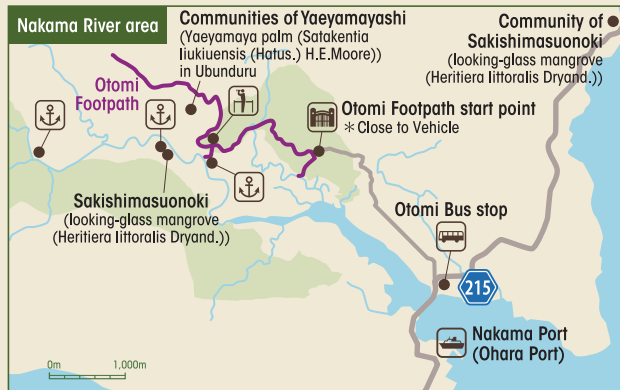 Nakama River area
Communities of Yaeyamayashi
(Yaeyamaya palm (Satakentia
liukiuensis (Hatus.) H.E.Moore))
in Ubunduru
Community of
Sakishimasuonoki
(looking-glass mangrove
(Heritiera littoralis Dryand.))
Otomi
Footpath
Otomi Footpath start point
＊Close to Vehicle
Sakishimasuonoki
(looking-glass mangrove
(Heritiera littoralis Dryand.))
Otomi Bus stop
215
Nakama Port
(Ohara Port)
0m 1,000m